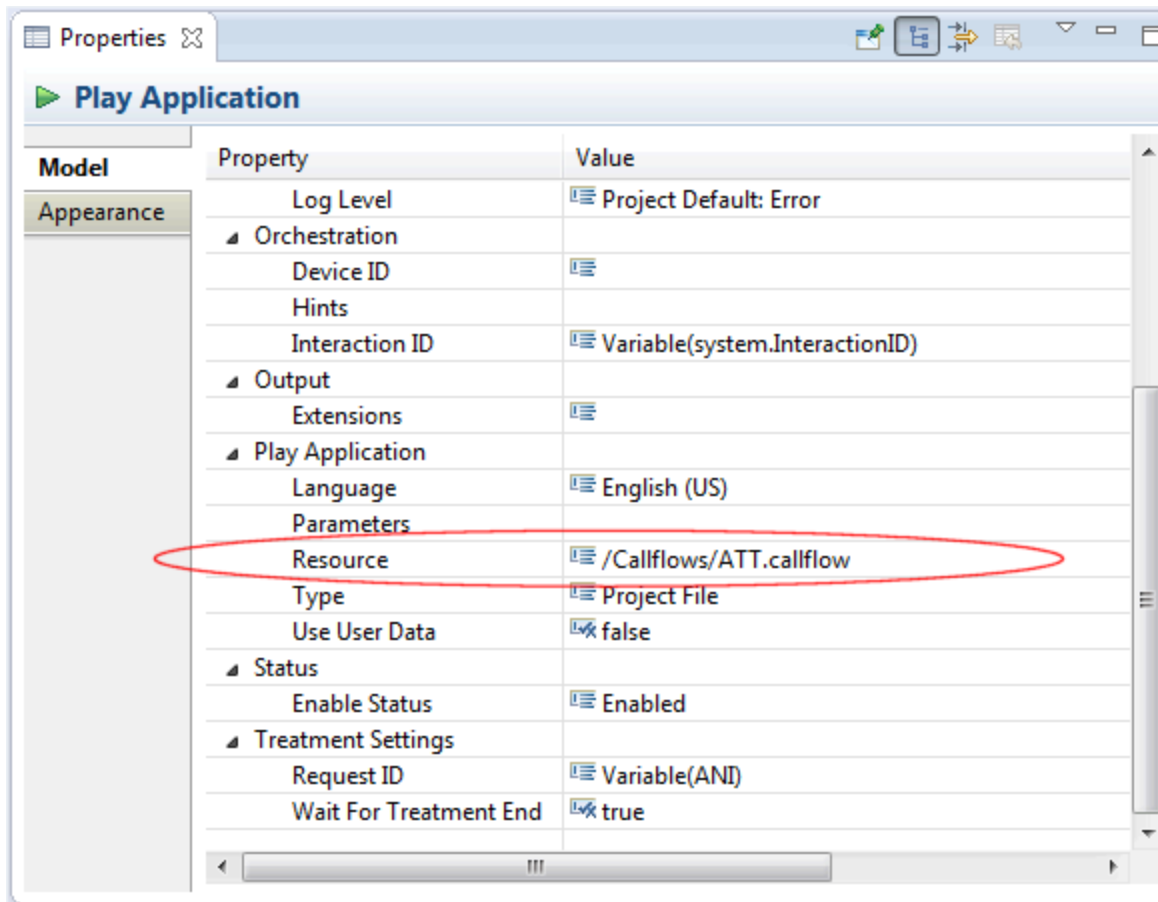 Properties
Play Application
Model
Appearance
Property Value
Log Level Project Default: Error
Orchestration
Device ID
Hints
Interaction ID Variable(system.InteractionID)
Output
Extensions
Play Application
Language English (US)
Parameters
Resource /Callflows/ATT.callflow
Type Project File
Use User Data false
Status
Enable Status Enabled
Treatment Settings
Request ID Variable(ANI)
Wait For Treatment End true